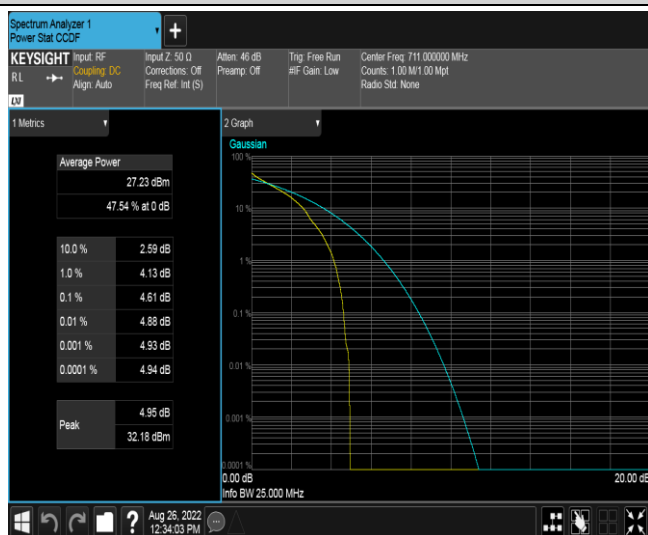 Spectrum Analyzer 1
Power Stat CCDF
KEYSIGHT
RL
LXI
Input: RF
Coupling: DC
Align: Auto
Input Z: 50 Ω
Corrections: Off
Freq Ref: Int (S)
Atten: 46 dB
Preamp: Off
Trig: Free Run
#IF Gain: Low
Center Freq: 711.000000 MHz
Counts: 1.00 M/1.00 Mpt
Radio Std: None
1 Metrics
Average Power
27.23 dBm
47.54 % at 0 dB
10.0 % 2.59 dB
1.0 % 4.13 dB
0.1 % 4.61 dB
0.01 % 4.88 dB
0.001 % 4.93 dB
0.0001 % 4.94 dB
Peak 4.95 dB
32.18 dBm
2 Graph
Gaussian
100 %
10 %
1 %
0.1 %
0.01 %
0.001 %
0.0001 %
0.00 dB
20.00 dB
Info BW 25.000 MHz
?
Aug 26, 2022
12:34:03 PM